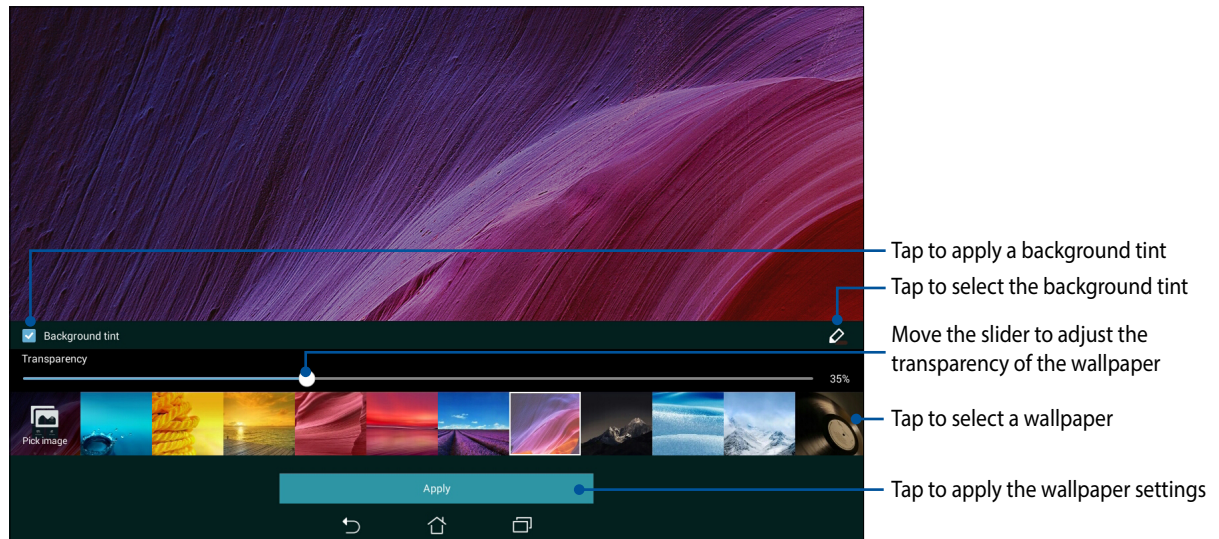 Tap to apply a background tint
Tap to select the background tint
Background tint
Move the slider to adjust the
transparency of the wallpaper
Transparency
35%
Pick image
Tap to select a wallpaper
Apply
Tap to apply the wallpaper settings